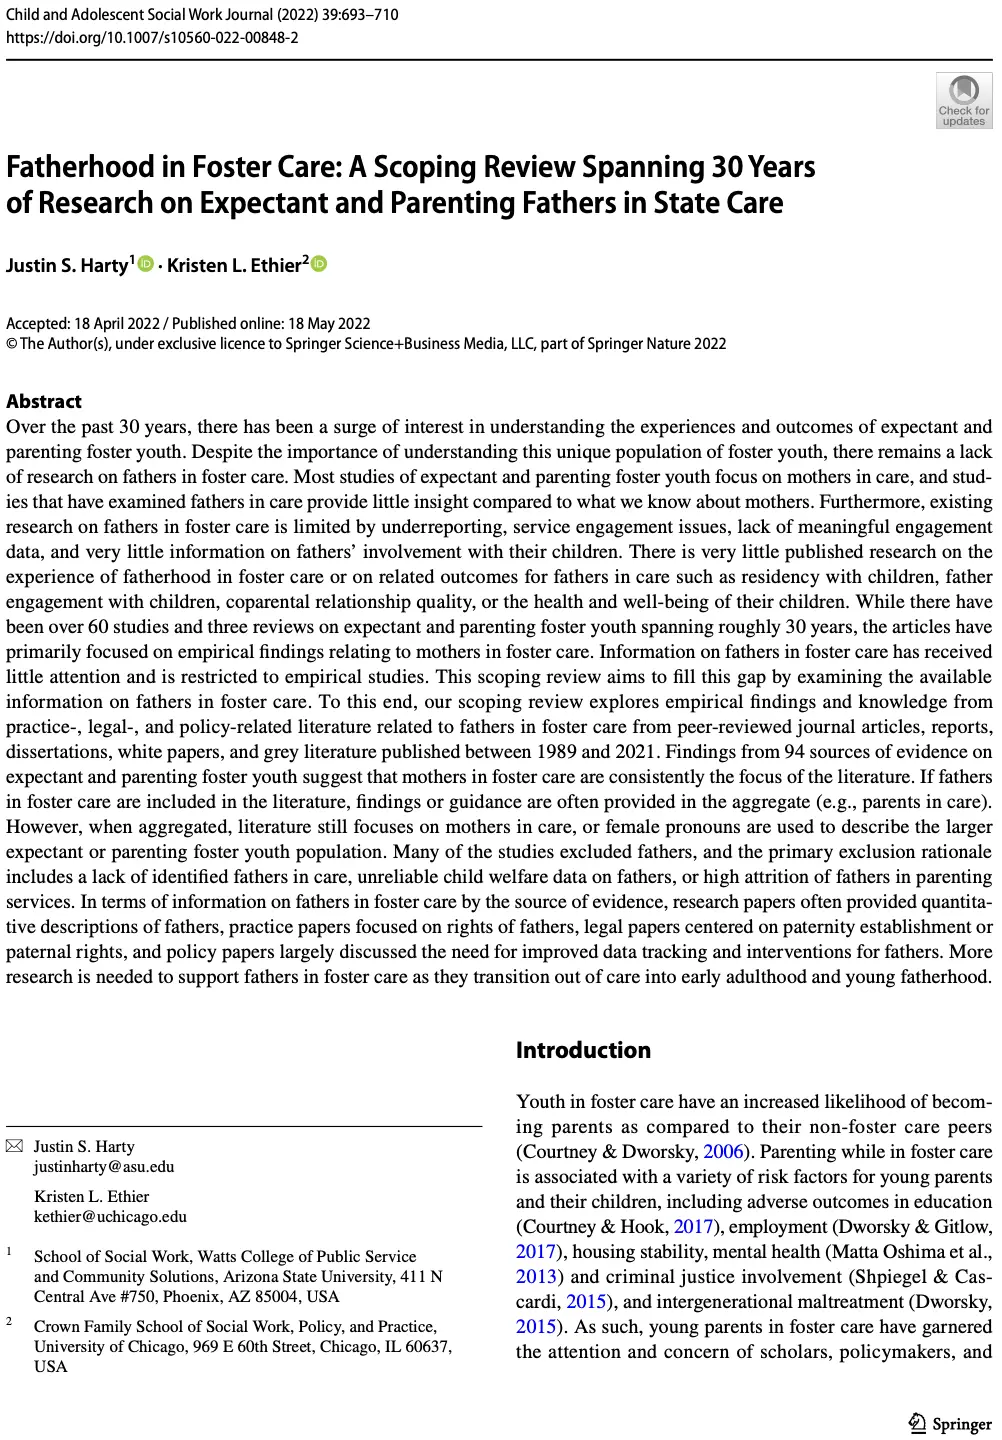 Child and Adolescent Social Work Journal (2022) 39:693–710
https://doi.org/10.1007/s10560-022-00848-2
Check for
updates
Fatherhood in Foster Care: A Scoping Review Spanning 30 Years
of Research on Expectant and Parenting Fathers in State Care
Justin S. Harty1 iD · Kristen L. Ethier2 iD
Accepted: 18 April 2022 / Published online: 18 May 2022
© The Author(s), under exclusive licence to Springer Science+Business Media, LLC, part of Springer Nature 2022
Abstract
Over the past 30 years, there has been a surge of interest in understanding the experiences and outcomes of expectant and
parenting foster youth. Despite the importance of understanding this unique population of foster youth, there remains a lack
of research on fathers in foster care. Most studies of expectant and parenting foster youth focus on mothers in care, and stud-
ies that have examined fathers in care provide little insight compared to what we know about mothers. Furthermore, existing
research on fathers in foster care is limited by underreporting, service engagement issues, lack of meaningful engagement
data, and very little information on fathers’ involvement with their children. There is very little published research on the
experience of fatherhood in foster care or on related outcomes for fathers in care such as residency with children, father
engagement with children, coparental relationship quality, or the health and well-being of their children. While there have
been over 60 studies and three reviews on expectant and parenting foster youth spanning roughly 30 years, the articles have
primarily focused on empirical findings relating to mothers in foster care. Information on fathers in foster care has received
little attention and is restricted to empirical studies. This scoping review aims to fill this gap by examining the available
information on fathers in foster care. To this end, our scoping review explores empirical findings and knowledge from
practice-, legal-, and policy-related literature related to fathers in foster care from peer-reviewed journal articles, reports,
dissertations, white papers, and grey literature published between 1989 and 2021. Findings from 94 sources of evidence on
expectant and parenting foster youth suggest that mothers in foster care are consistently the focus of the literature. If fathers
in foster care are included in the literature, findings or guidance are often provided in the aggregate (e.g., parents in care).
However, when aggregated, literature still focuses on mothers in care, or female pronouns are used to describe the larger
expectant or parenting foster youth population. Many of the studies excluded fathers, and the primary exclusion rationale
includes a lack of identified fathers in care, unreliable child welfare data on fathers, or high attrition of fathers in parenting
services. In terms of information on fathers in foster care by the source of evidence, research papers often provided quantita-
tive descriptions of fathers, practice papers focused on rights of fathers, legal papers centered on paternity establishment or
paternal rights, and policy papers largely discussed the need for improved data tracking and interventions for fathers. More
research is needed to support fathers in foster care as they transition out of care into early adulthood and young fatherhood.
Justin S. Harty
justinharty@asu.edu
Kristen L. Ethier
kethier@uchicago.edu
1 School of Social Work, Watts College of Public Service
and Community Solutions, Arizona State University, 411 N
Central Ave #750, Phoenix, AZ 85004, USA
2 Crown Family School of Social Work, Policy, and Practice,
University of Chicago, 969 E 60th Street, Chicago, IL 60637,
USA
Introduction
Youth in foster care have an increased likelihood of becom-
ing parents as compared to their non-foster care peers
(Courtney & Dworsky, 2006). Parenting while in foster care
is associated with a variety of risk factors for young parents
and their children, including adverse outcomes in education
(Courtney & Hook, 2017), employment (Dworsky & Gitlow,
2017), housing stability, mental health (Matta Oshima et al.,
2013) and criminal justice involvement (Shpiegel & Cas-
cardi, 2015), and intergenerational maltreatment (Dworsky,
2015). As such, young parents in foster care have garnered
the attention and concern of scholars, policymakers, and
Springer